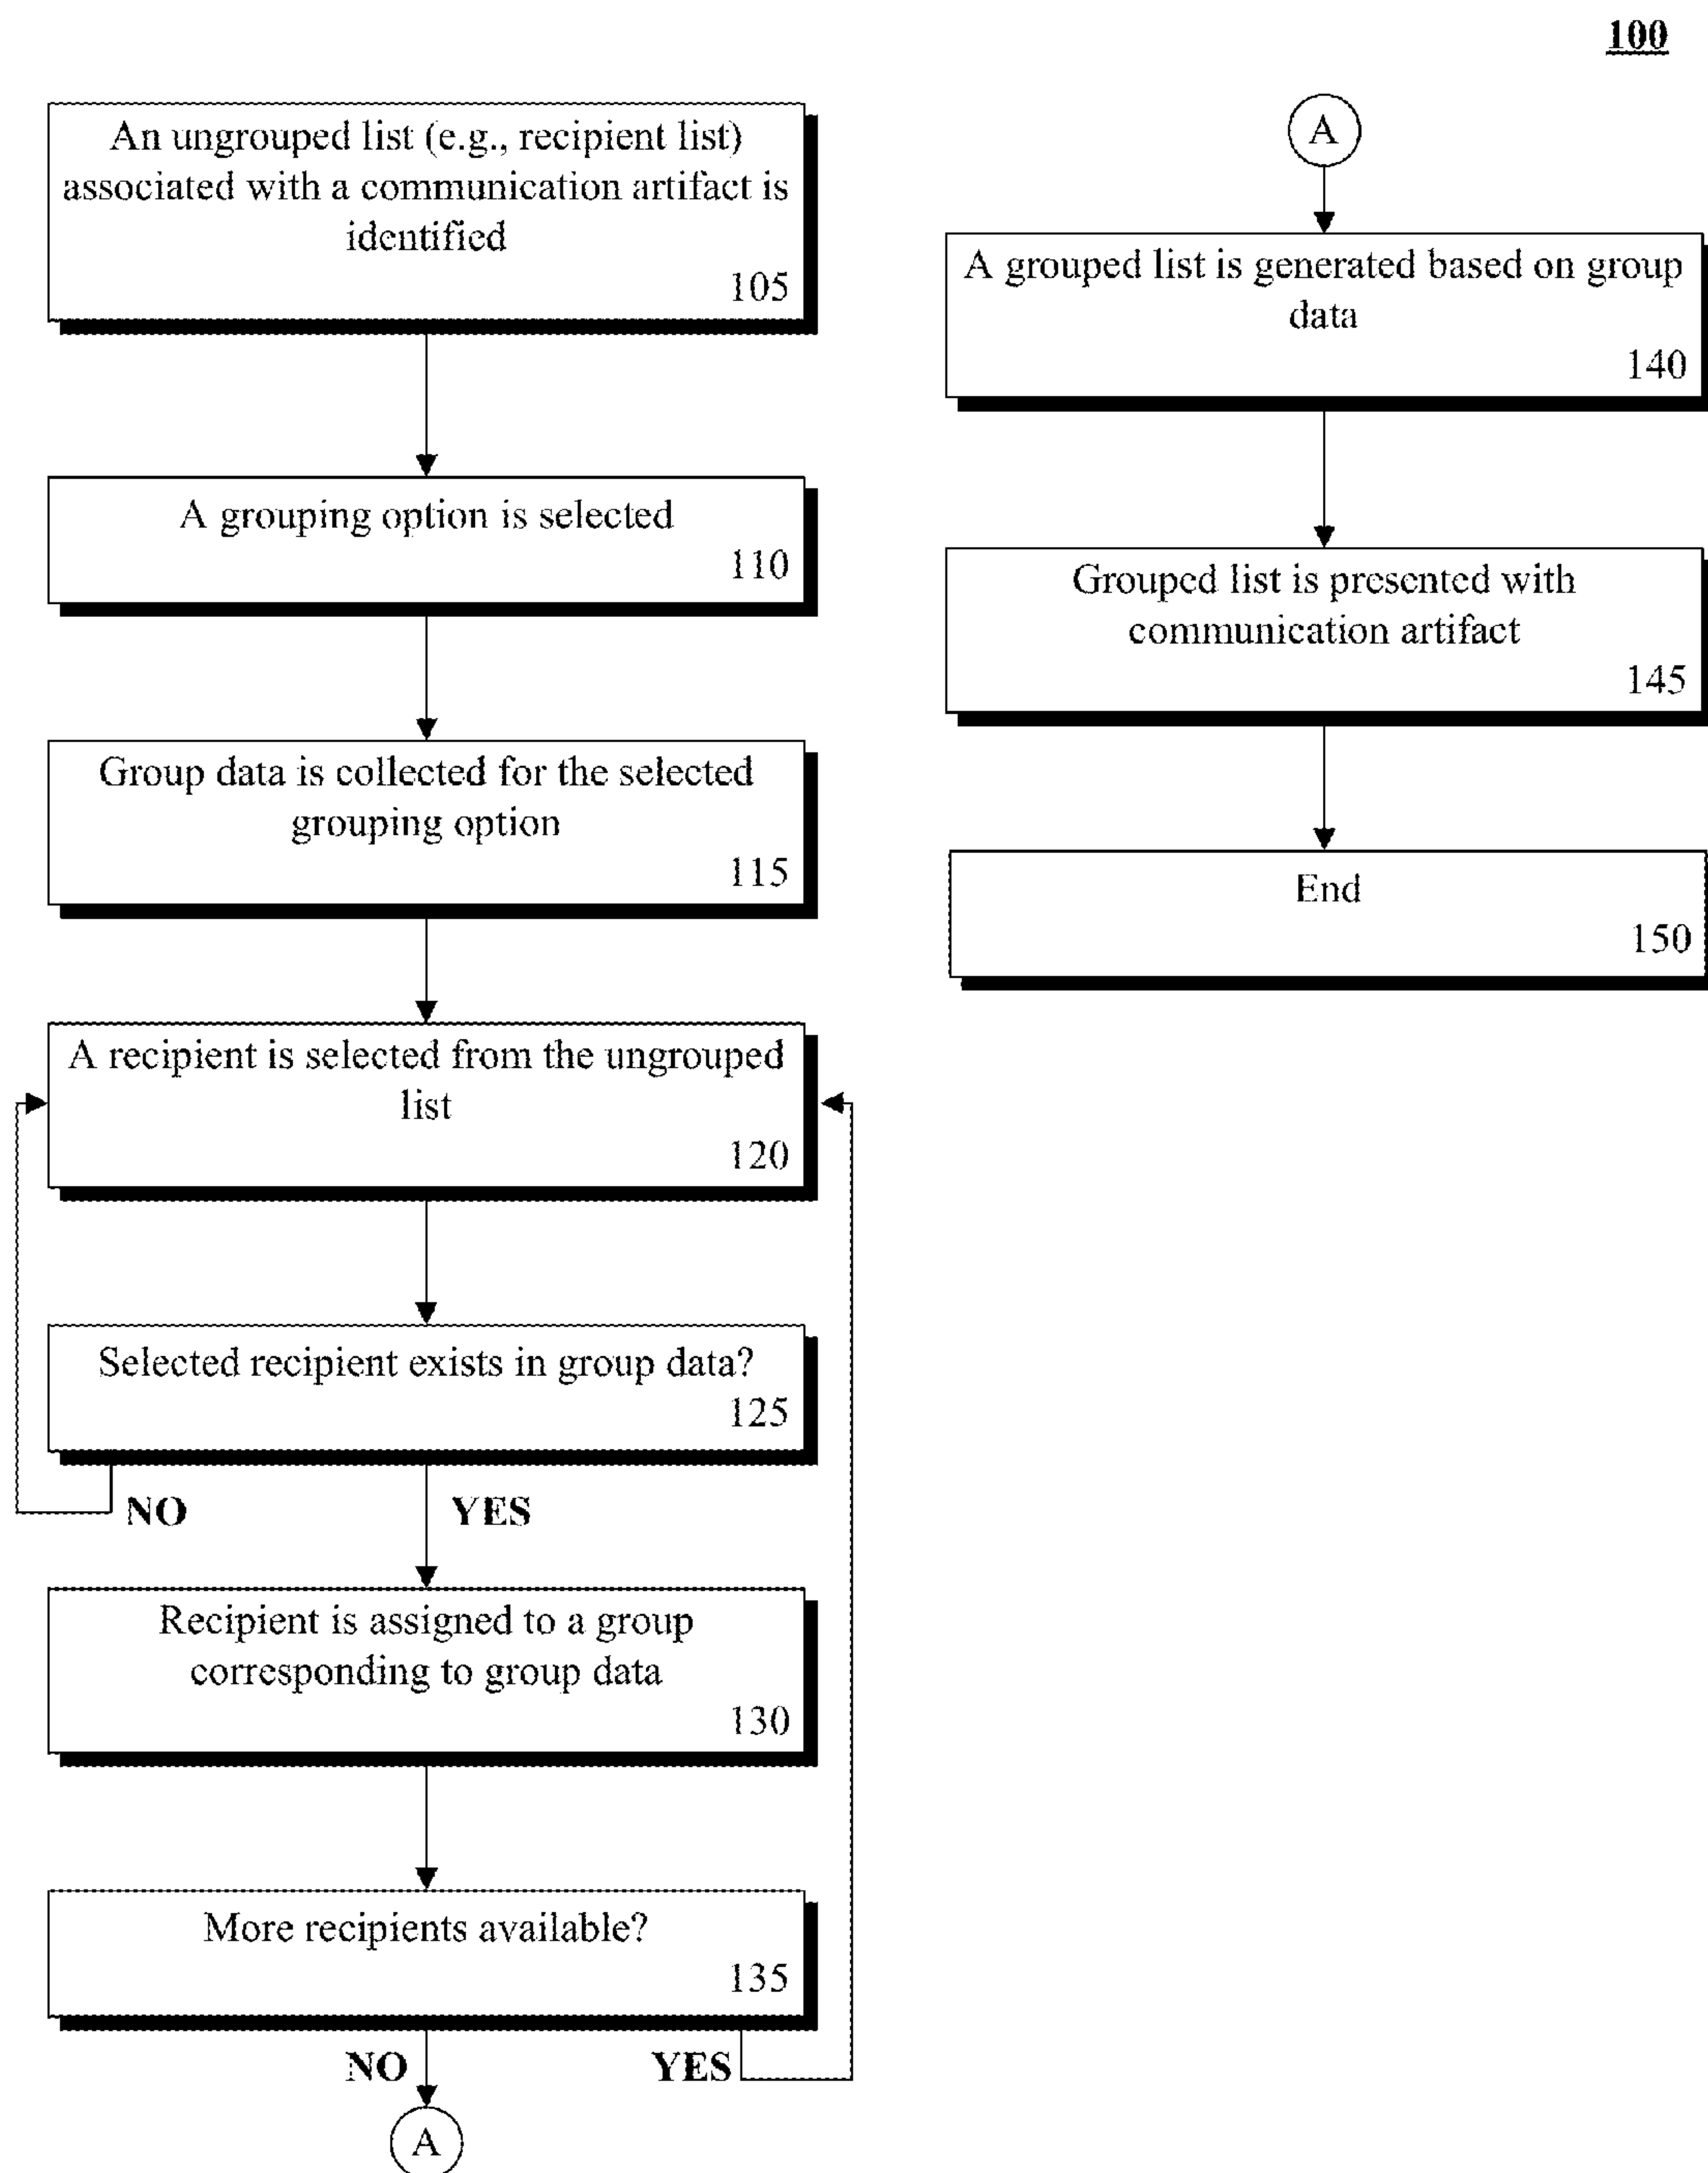 100
An ungrouped list (e.g., recipient list)
associated with a communication artifact is
identified
105
A grouping option is selected
110
Group data is collected for the selected
grouping option
115
A recipient is selected from the ungrouped
list
120
Selected recipient exists in group data?
125
NO
YES
Recipient is assigned to a group
corresponding to group data
130
More recipients available?
135
NO
YES
A
A
A grouped list is generated based on group
data
140
Grouped list is presented with
communication artifact
145
End
150